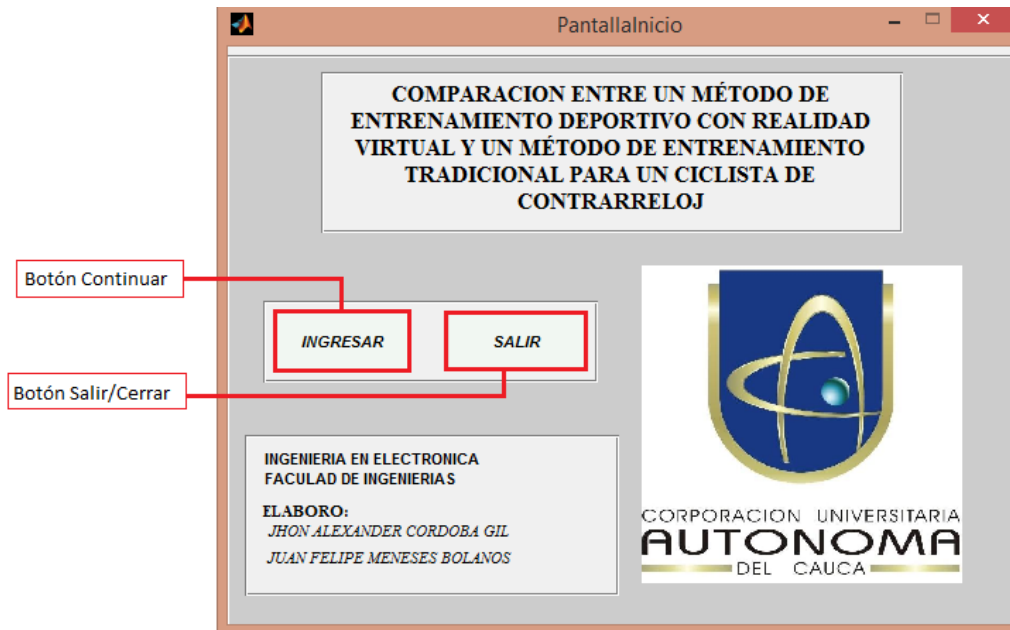 PantallaInicio
COMPARACION ENTRE UN MÉTODO DE
ENTRENAMIENTO DEPORTIVO CON REALIDAD
VIRTUAL Y UN MÉTODO DE ENTRENAMIENTO
TRADICIONAL PARA UN CICLISTA DE
CONTRARRELOJ
Botón Continuar
INGRESAR
SALIR
Botón Salir/Cerrar
INGENIERIA EN ELECTRONICA
FACULAD DE INGENIERIAS
ELABORO:
JHON ALEXANDER CORDOBA GIL
JUAN FELIPE MENESES BOLANOS
CORPORACION UNIVERSITARIA
AUTONOMA
DEL CAUCA